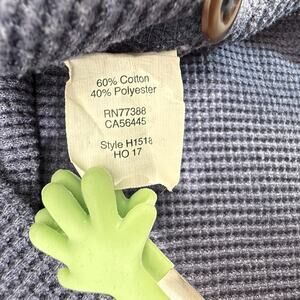 60% Cotton
40% Polyester
RN77388
CA56445
Style H1518
HO 17